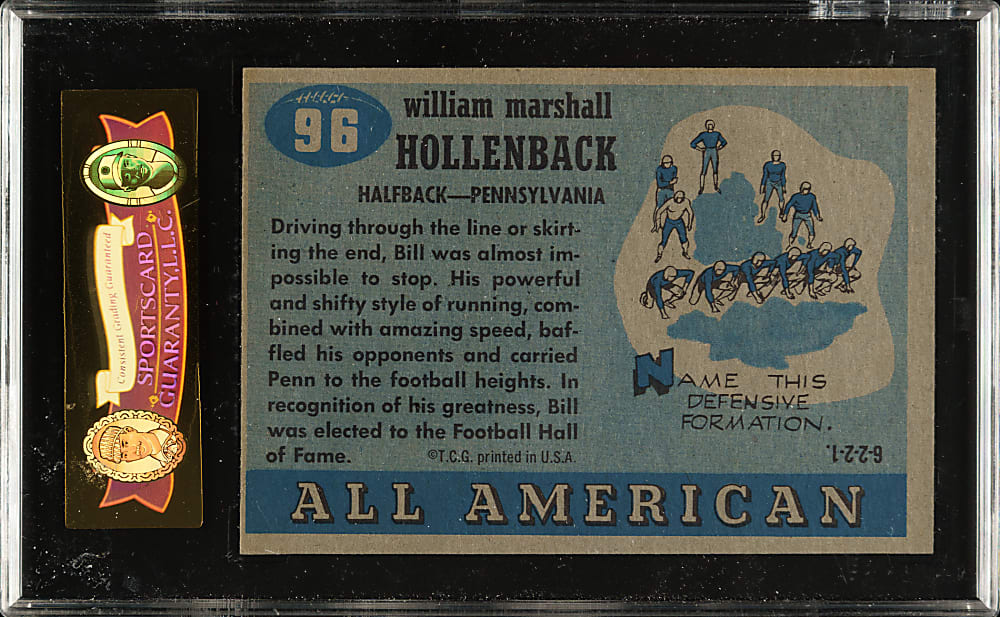 Consistent Grading Guaranteed
SPORTSCARD
GUARANTY,L.L.C.
96
william marshall
HOLLENBACK
HALFBACK—PENNSYLVANIA
Driving through the line or skirt-
ing the end, Bill was almost im-
possible to stop. His powerful
and shifty style of running, com-
bined with amazing speed, baf-
fled his opponents and carried
Penn to the football heights. In
recognition of his greatness, Bill
was elected to the Football Hall
of Fame.
©T.C.G. printed in U.S.A.
NAME THIS
DEFENSIVE
FORMATION.
6-2-2-1.
ALL AMERICAN